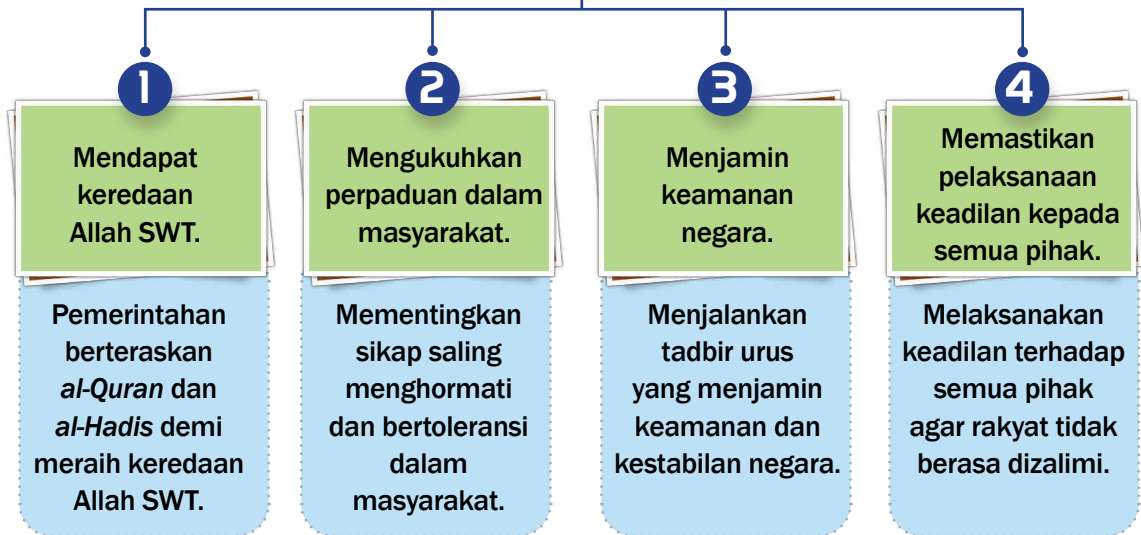 1
Mendapat
keredaan
Allah SWT.
Pemerintahan
berteraskan
al-Quran dan
al-Hadis demi
meraih keredaan
Allah SWT.
2
Mengukuhkan
perpaduan dalam
masyarakat.
Mementingkan
sikap saling
menghormati
dan bertoleransi
dalam
masyarakat.
3
Menjamin
keamanan
negara.
Menjalankan
tadbir urus
yang menjamin
keamanan dan
kestabilan negara.
4
Memastikan
pelaksanaan
keadilan kepada
semua pihak.
Melaksanakan
keadilan terhadap
semua pihak
agar rakyat tidak
berasa dizalimi.